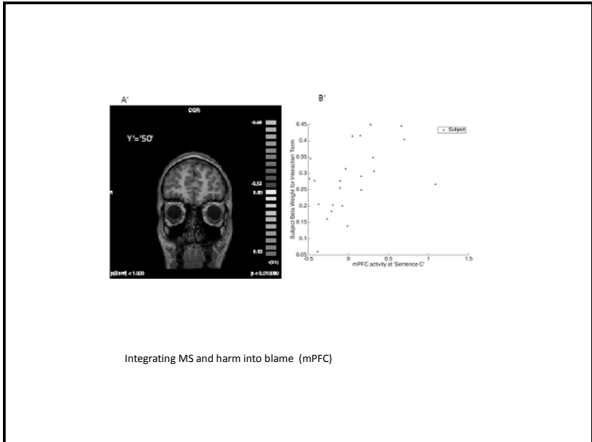 A'
B'
COR
Y'='50'
R
p<0.010000
Subject
Subject Beta Weight for Interaction Term
0.45
0.4
0.35
0.3
0.25
0.2
0.15
0.1
0.05
-0.5
0
0.5
1
1.5
mPFC activity at 'Sentence C'
Integrating MS and harm into blame (mPFC)